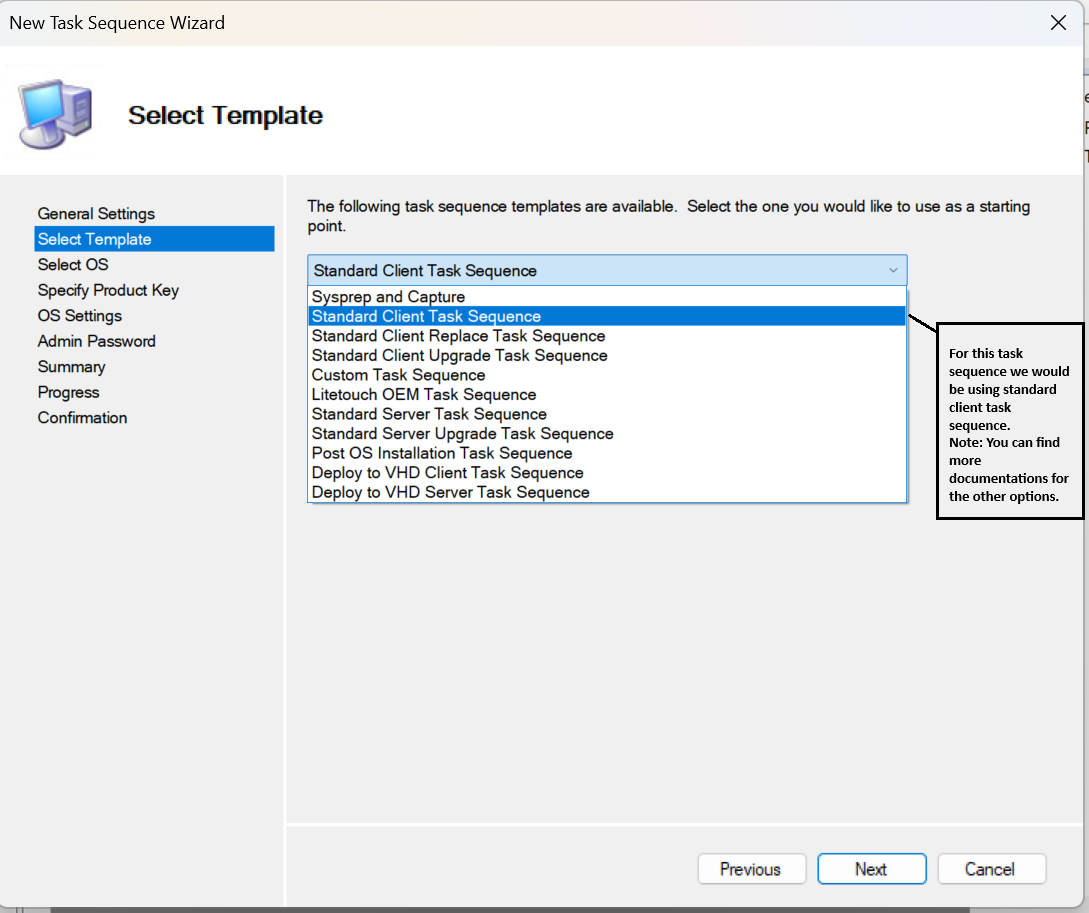 New Task Sequence Wizard
Select Template
General Settings
Select Template
Select OS
Specify Product Key
OS Settings
Admin Password
Summary
Progress
Confirmation
The following task sequence templates are available.  Select the one you would like to use as a starting
point.
Standard Client Task Sequence
Sysprep and Capture
Standard Client Task Sequence
Standard Client Replace Task Sequence
Standard Client Upgrade Task Sequence
Custom Task Sequence
Litetouch OEM Task Sequence
Standard Server Task Sequence
Standard Server Upgrade Task Sequence
Post OS Installation Task Sequence
Deploy to VHD Client Task Sequence
Deploy to VHD Server Task Sequence
For this task
sequence we would
be using standard
client task
sequence.
Note: You can find
more
documentations for
the other options.
Previous
Next
Cancel